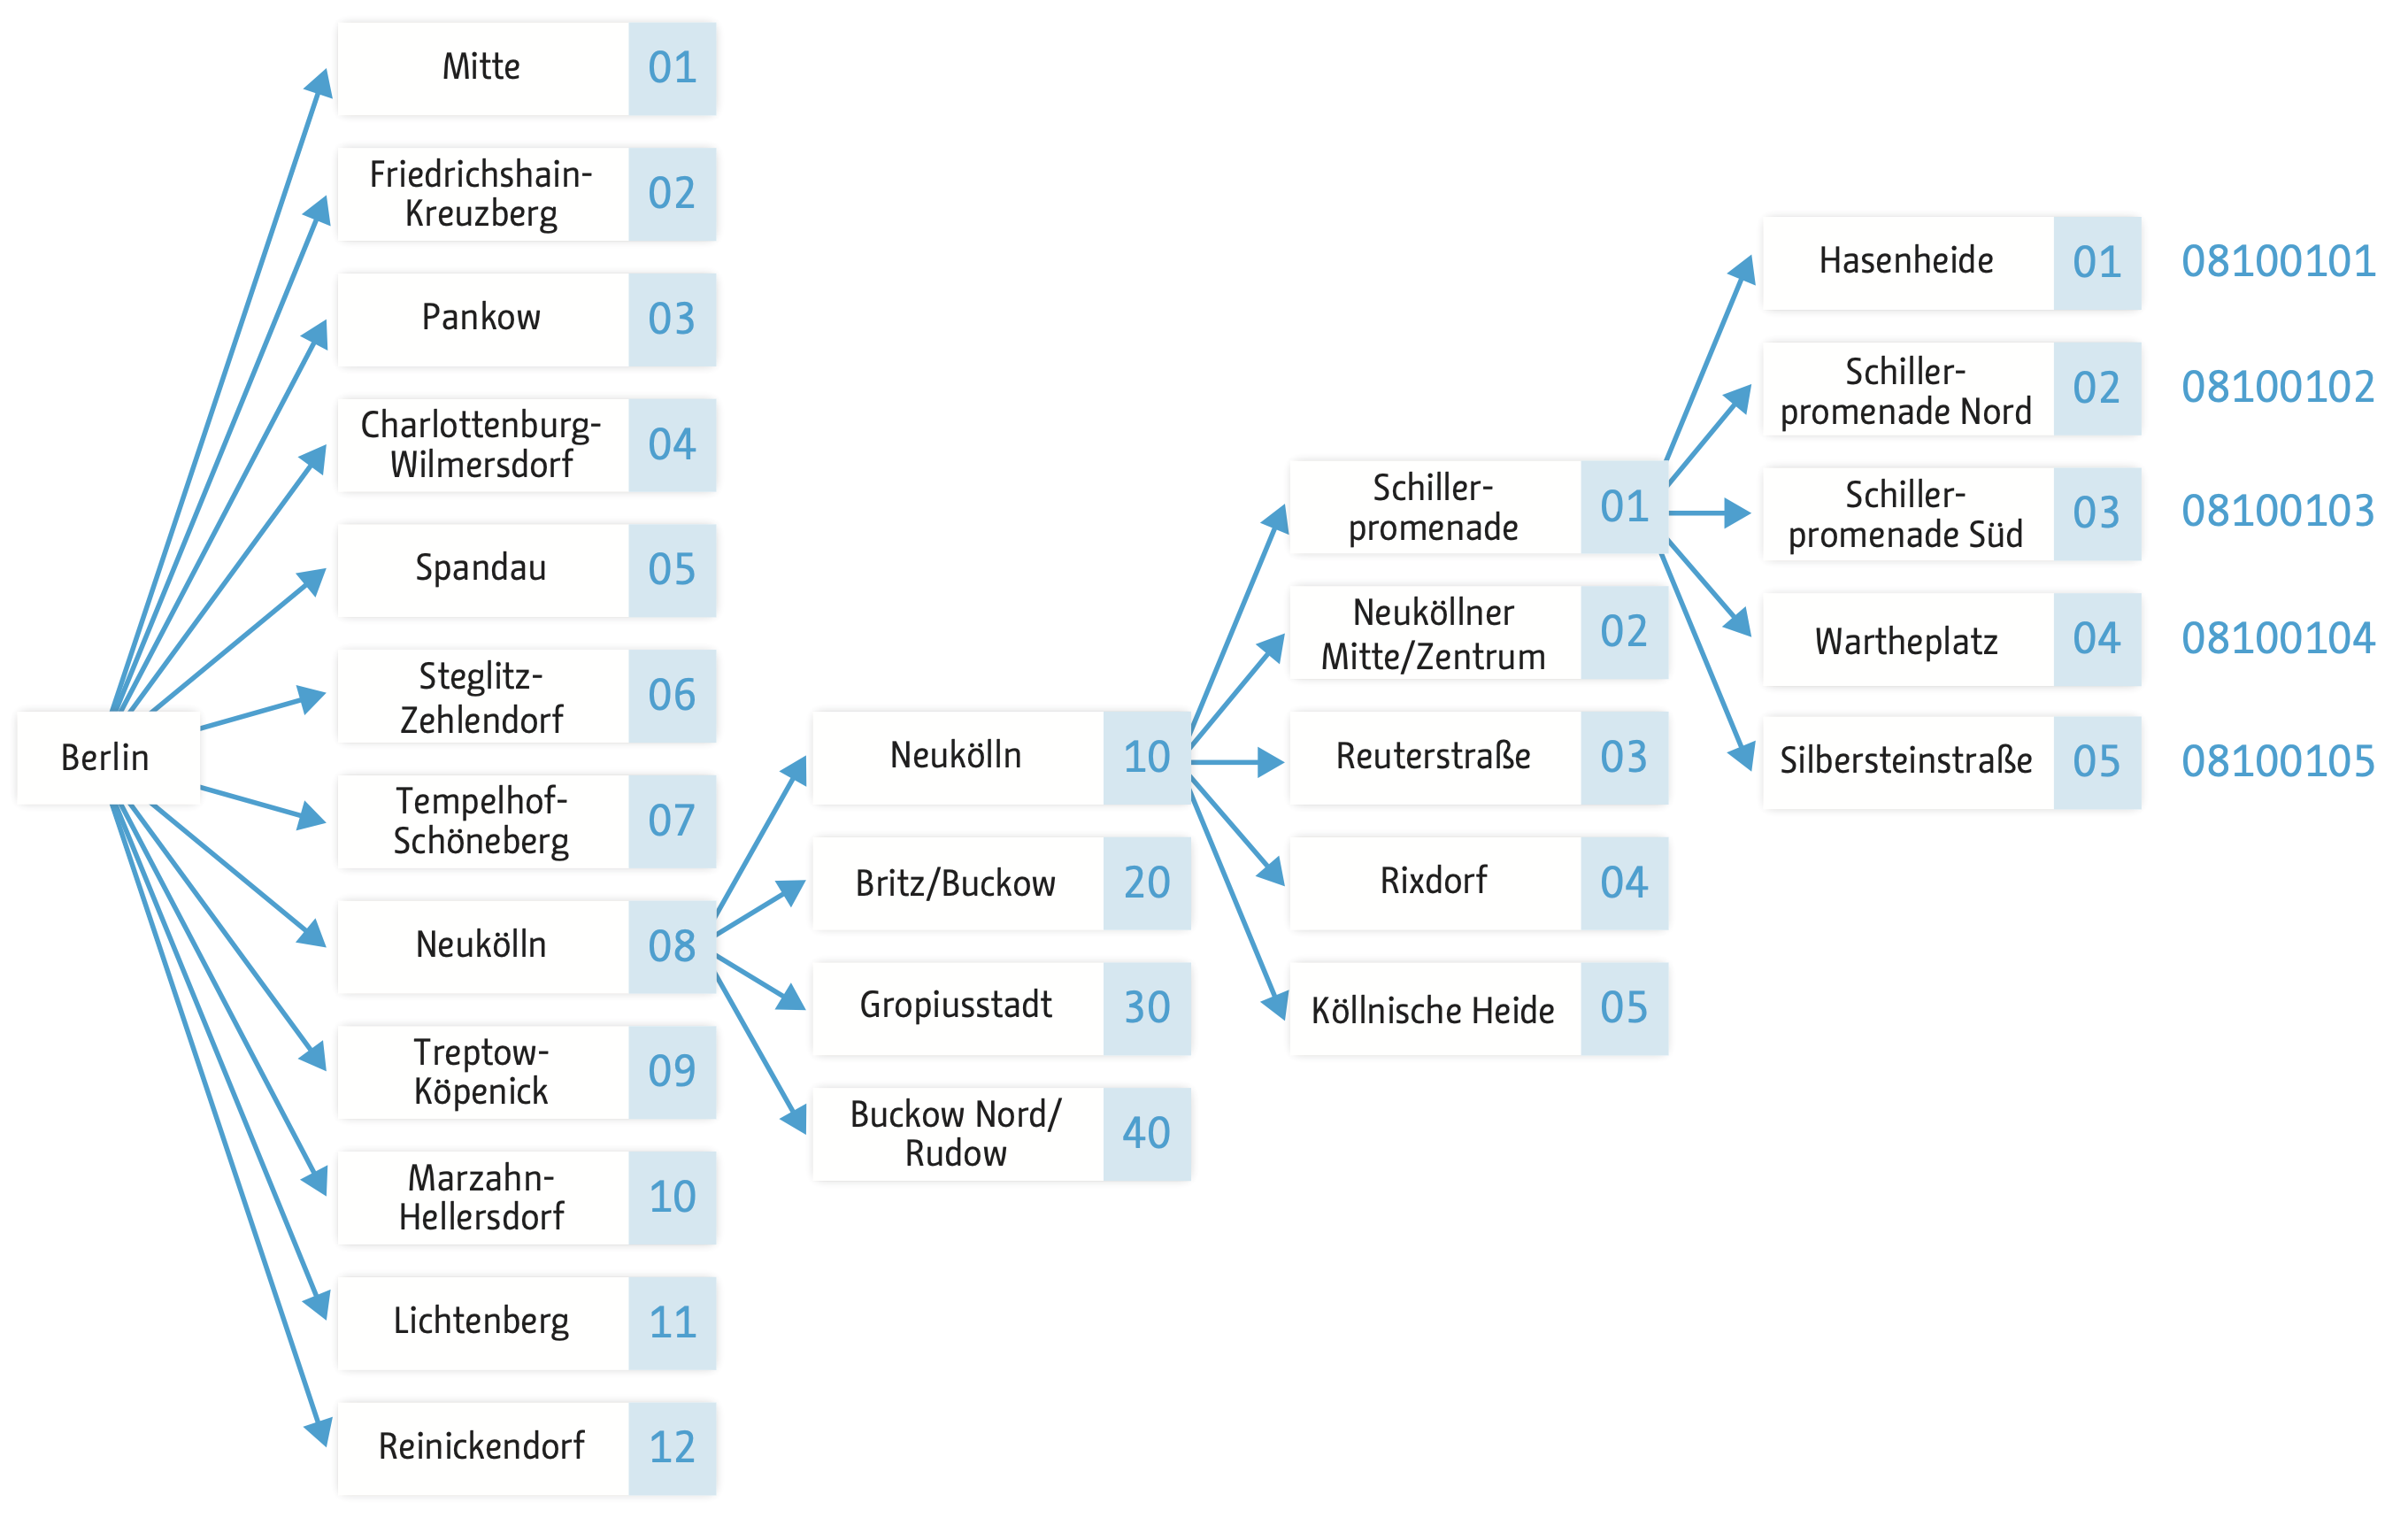 Berlin
Mitte 01
Friedrichshain-
Kreuzberg 02
Pankow 03
Charlottenburg-
Wilmersdorf 04
Spandau 05
Steglitz-
Zehlendorf 06
Tempelhof-
Schöneberg 07
Neukölln 08
Treptow-
Köpenick 09
Marzahn-
Hellersdorf 10
Lichtenberg 11
Reinickendorf 12
Neukölln 10
Britz/Buckow 20
Gropiusstadt 30
Buckow Nord/
Rudow 40
Schiller-
promenade 01
Neuköllner
Mitte/Zentrum 02
Reuterstraße 03
Rixdorf 04
Köllnische Heide 05
Hasenheide 01 08100101
Schiller-
promenade Nord 02 08100102
Schiller-
promenade Süd 03 08100103
Wartheplatz 04 08100104
Silbersteinstraße 05 08100105